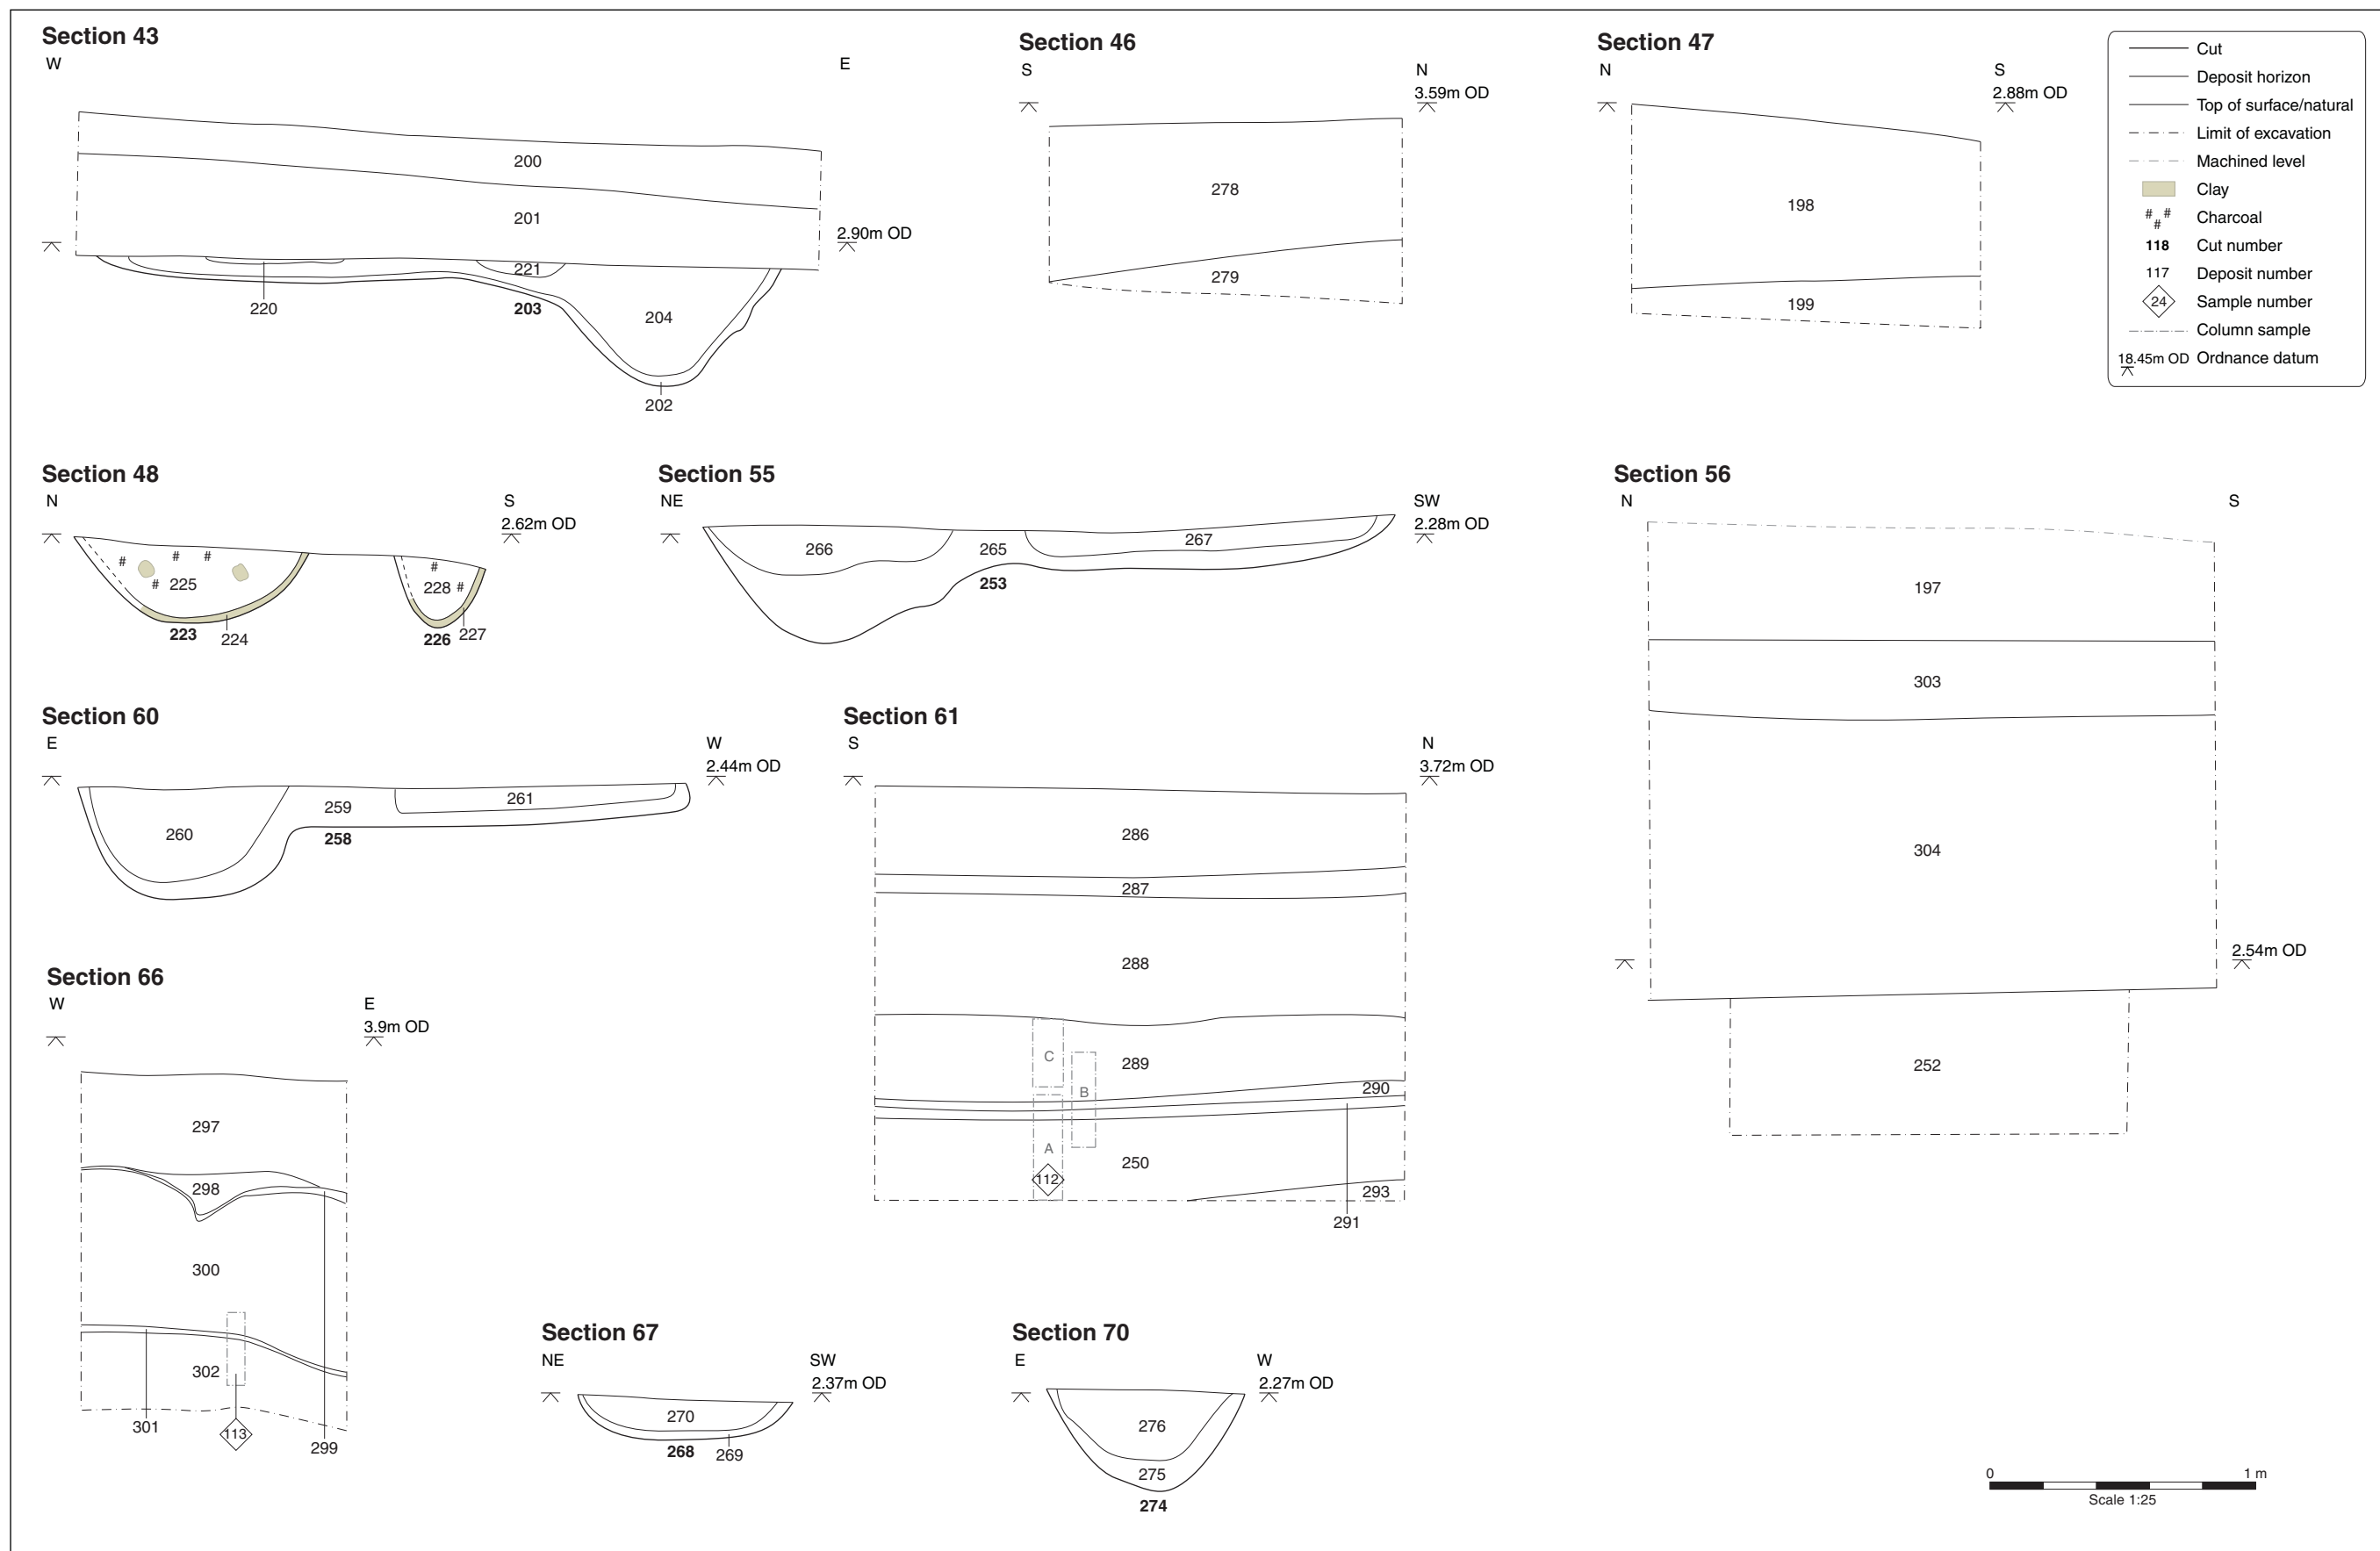 Section 43
W
E
200
201
2.90m OD
221
220
203
204
202
Section 46
S
N
3.59m OD
278
279
Section 47
N
S
2.88m OD
198
199
Cut
Deposit horizon
Top of surface/natural
Limit of excavation
Machined level
Clay
# # # Charcoal
118 Cut number
117 Deposit number
24 Sample number
Column sample
18.45m OD Ordnance datum
Section 48
N
S
2.62m OD
# # # # 225
# # 228
223 224
226 227
Section 55
NE
SW
2.28m OD
266
265
267
253
Section 56
N
S
197
303
304
2.54m OD
252
Section 60
E
W
2.44m OD
260
259
261
258
Section 61
S
N
3.72m OD
286
287
288
C
289
B
290
A
250
112
293
291
Section 66
W
E
3.9m OD
297
298
300
302
301
113
299
Section 67
NE
SW
2.37m OD
270
268 269
Section 70
E
W
2.27m OD
276
275
274
0 1 m
Scale 1:25